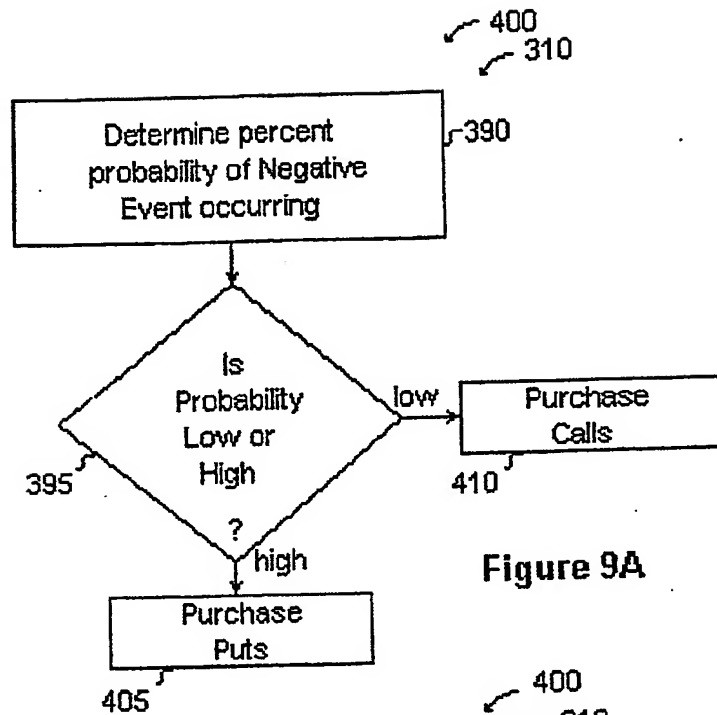 400
310
Determine percent
probability of Negative
Event occurring
390
Is
Probability
Low or
High
?
low
Purchase
Calls
395
410
high
Figure 9A
Purchase
Puts
405
400